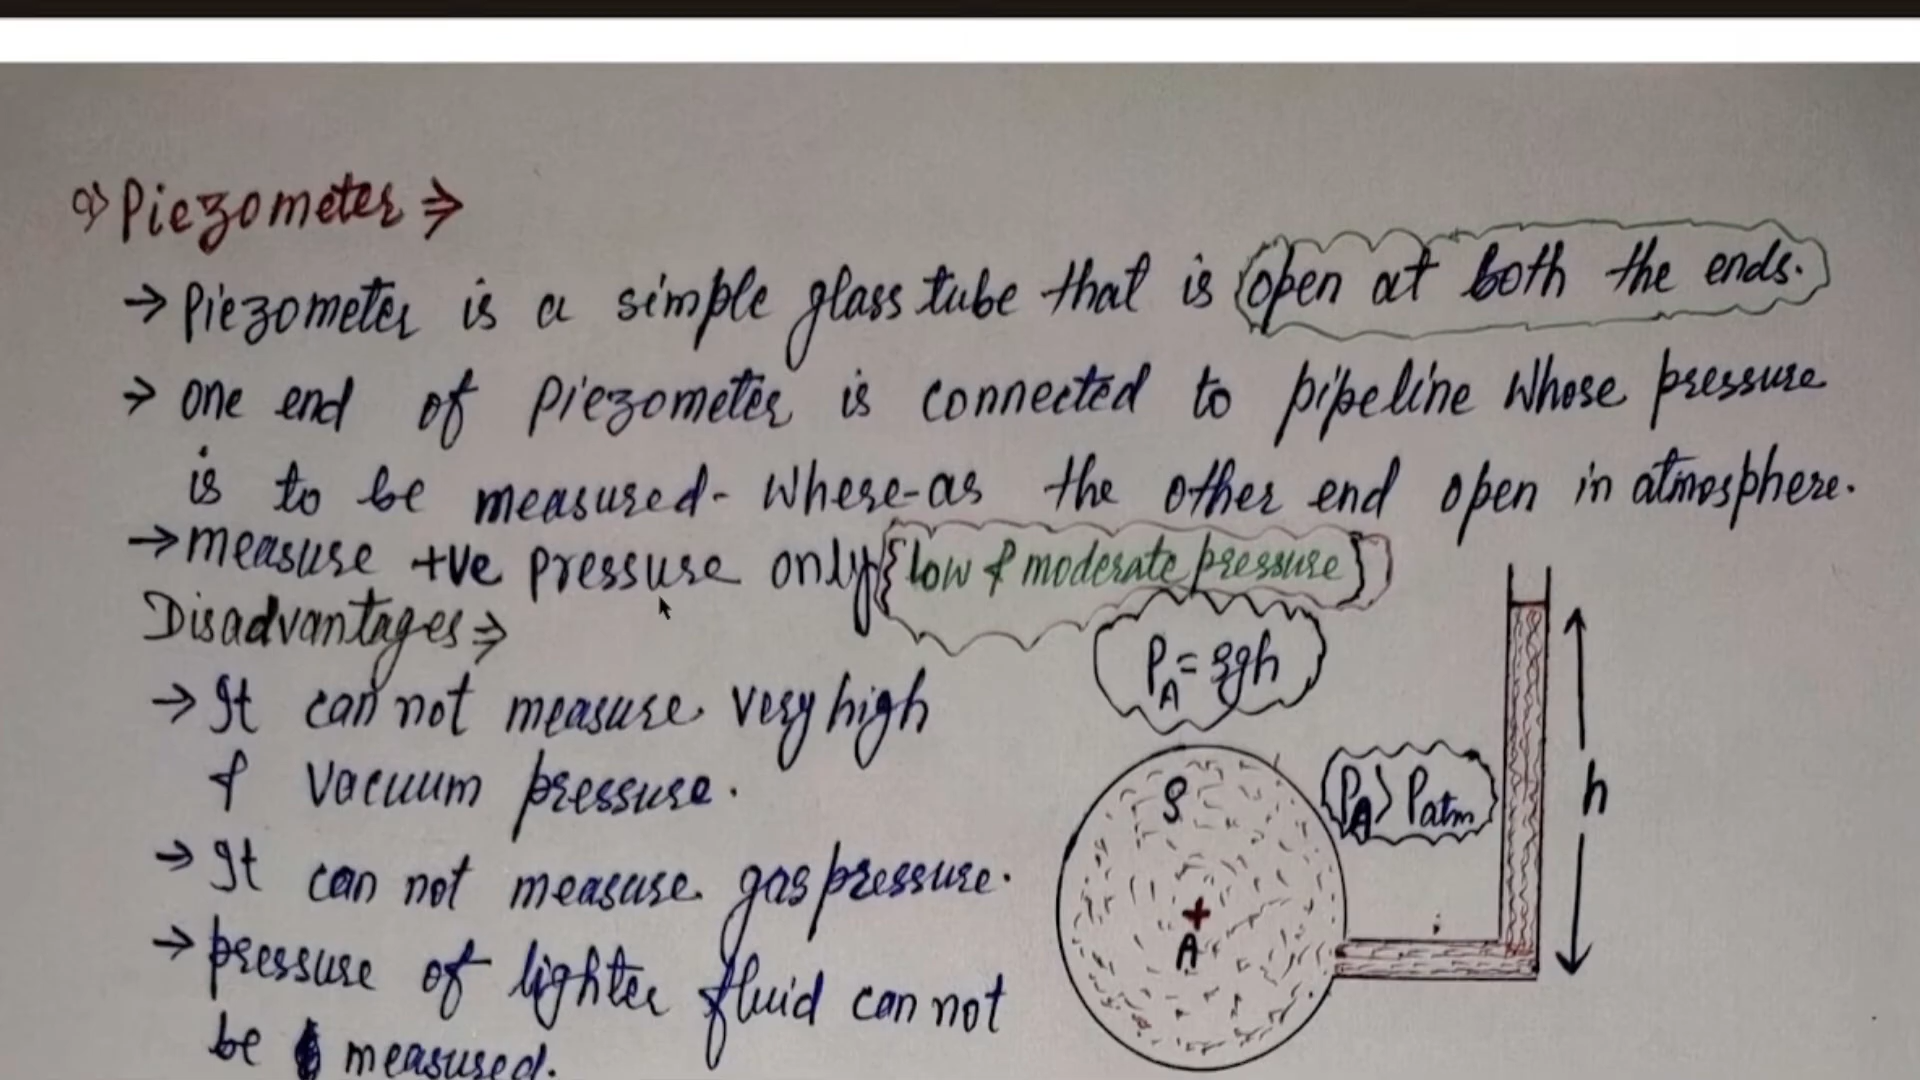 a) Piezometer ⇒
→ Piezometer is a simple glass tube that is open at both the ends.
→ one end of Piezometer is connected to pipeline whose pressure
is to be measured - where-as the other end open in atmosphere.
→ measure +ve pressure only {low & moderate pressure}
Disadvantages ⇒
→ It can not measure very high
& vacuum pressure.
→ It can not measure gas pressure.
→ pressure of lighter fluid can not
be measured.
P_A = ρgh
P_A > Patm
ρ
A
h